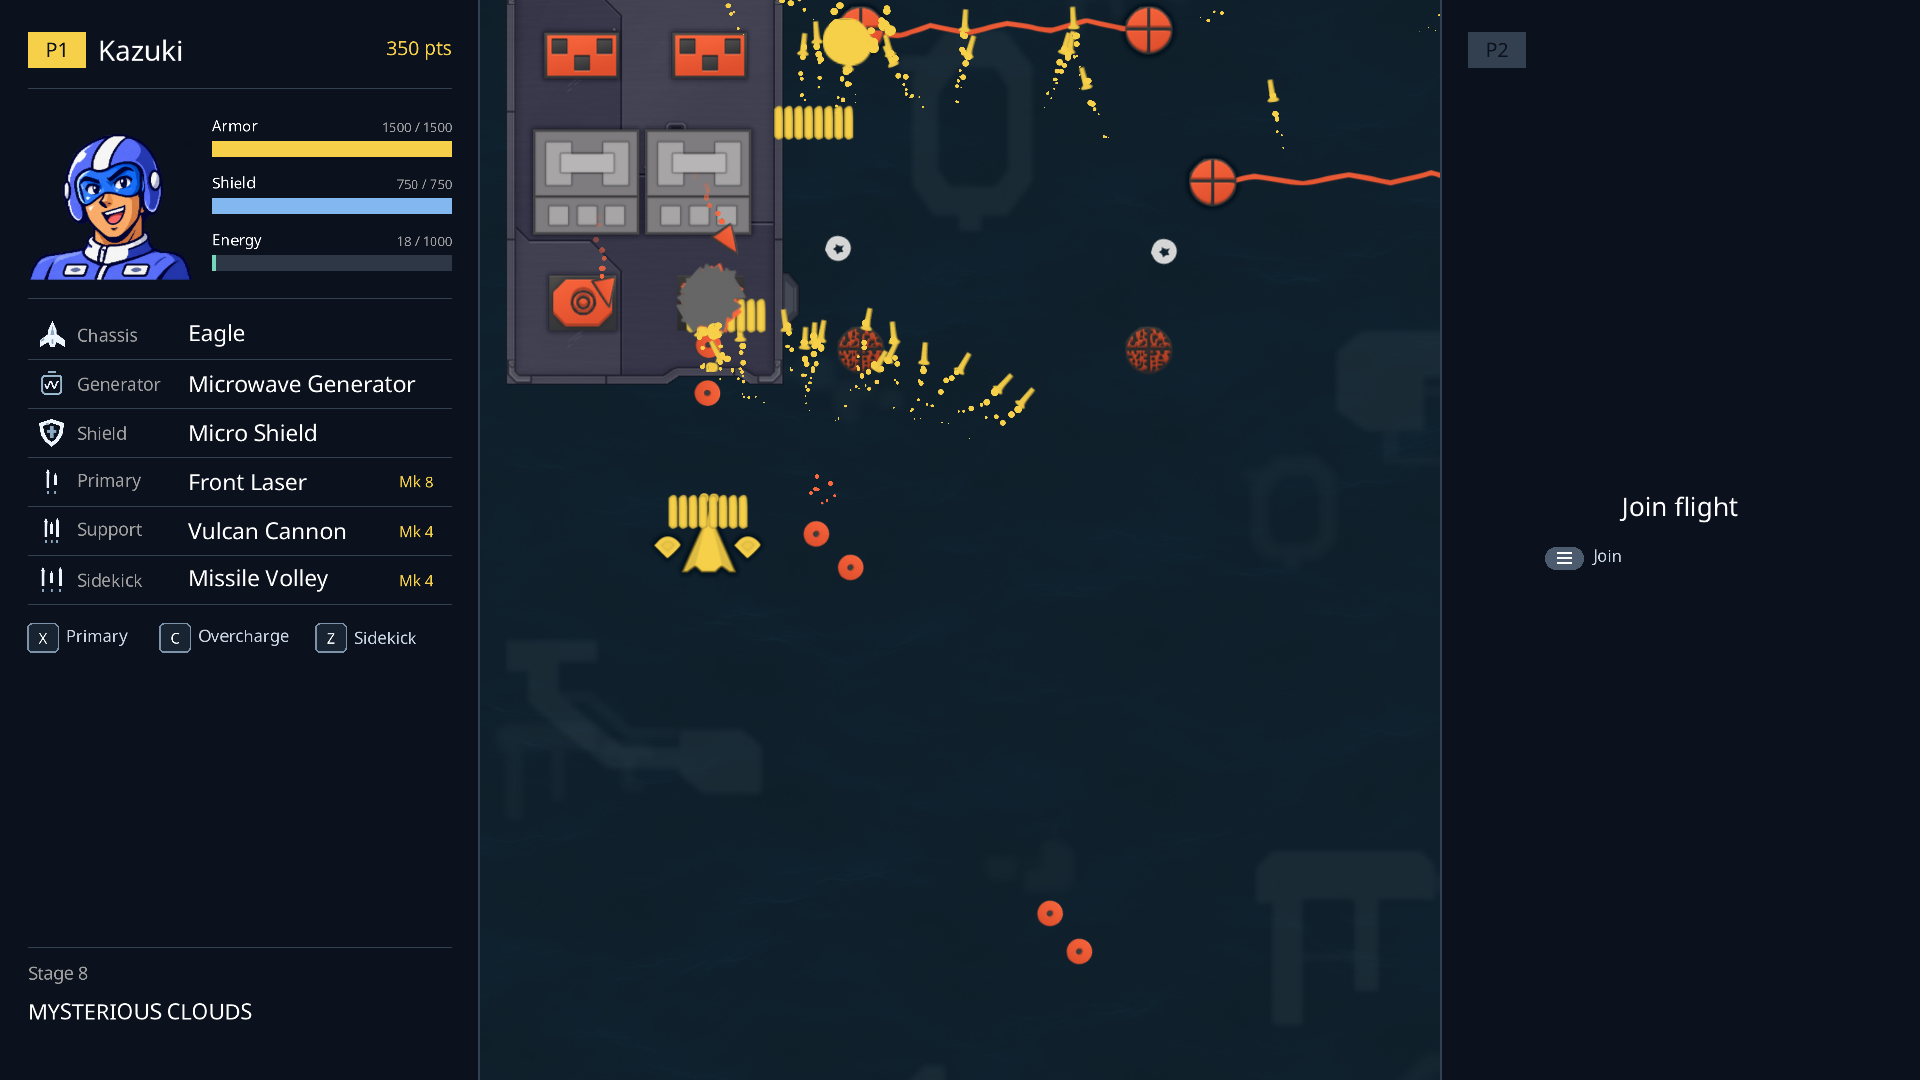 P1 Kazuki 350 pts
Armor 1500 / 1500
Shield 750 / 750
Energy 18 / 1000
Chassis Eagle
Generator Microwave Generator
Shield Micro Shield
Primary Front Laser Mk 8
Support Vulcan Cannon Mk 4
Sidekick Missile Volley Mk 4
X Primary C Overcharge Z Sidekick
Stage 8
MYSTERIOUS CLOUDS
P2
Join flight
Join